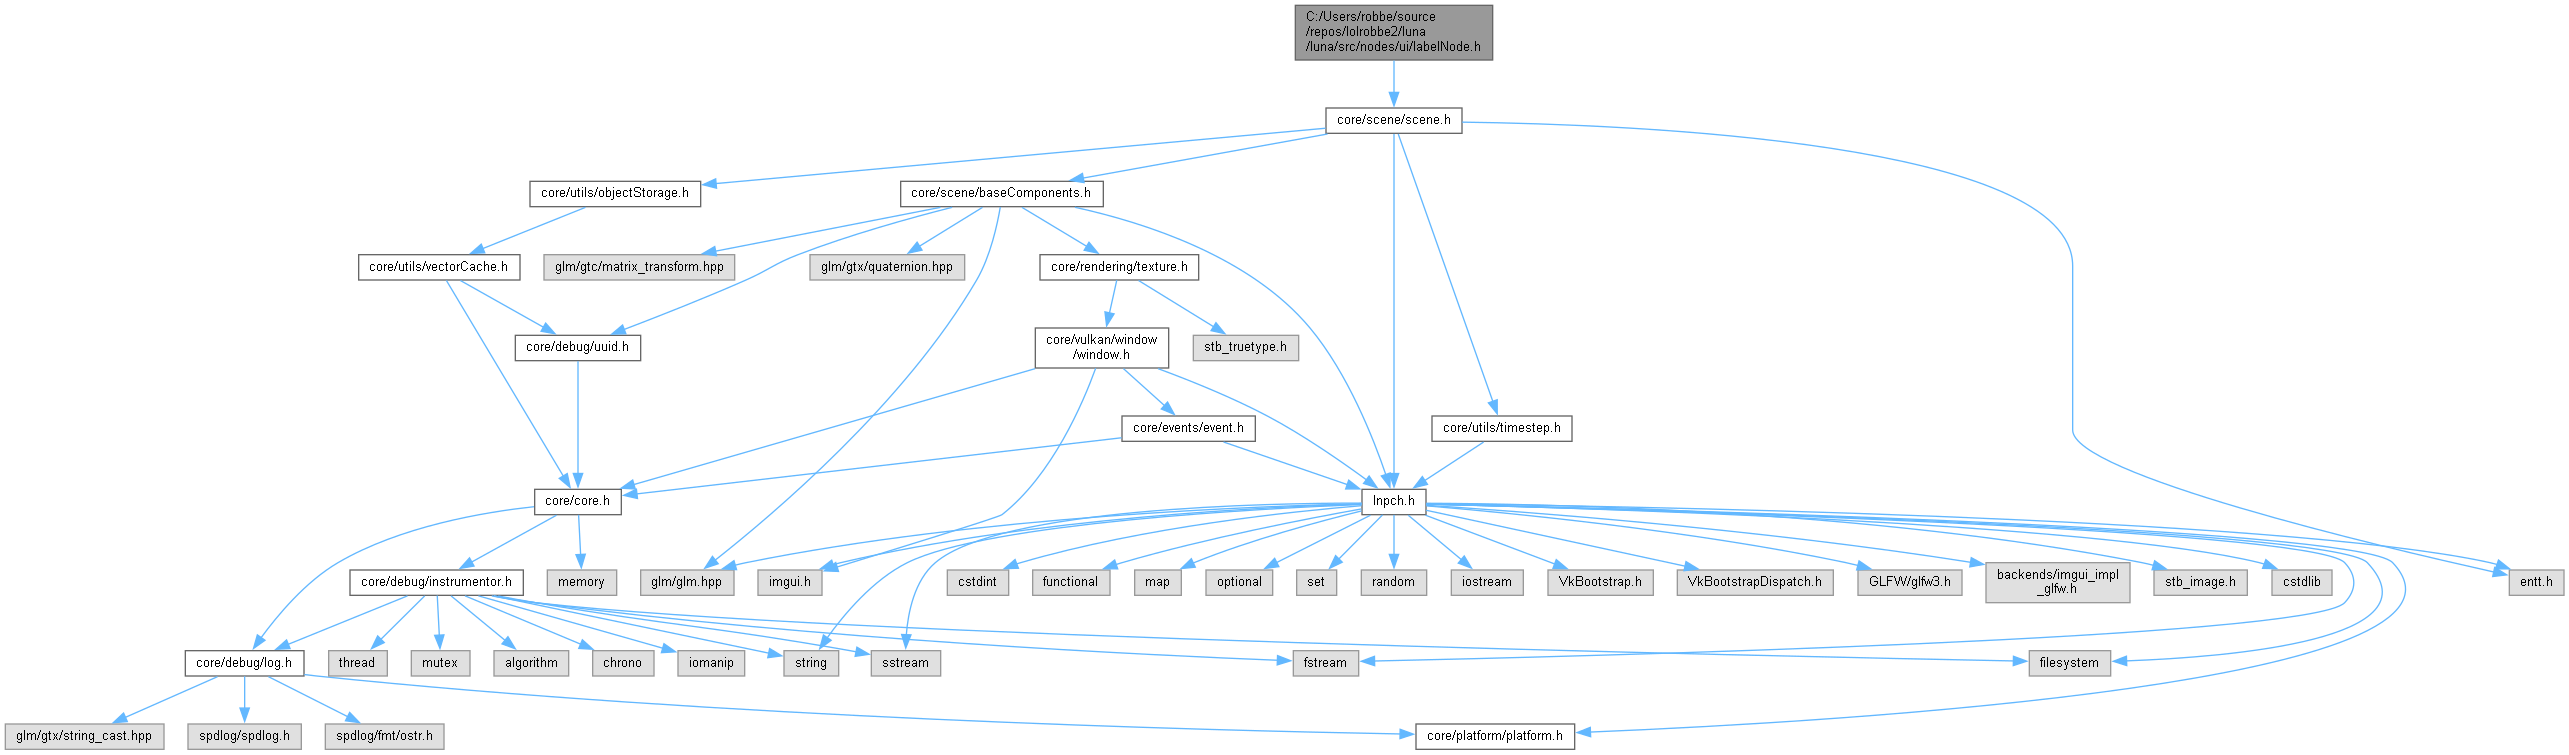 C:/Users/robbe/source
/repos/lolrobbe2/luna
/luna/src/nodes/ui/labelNode.h
core/scene/scene.h
core/utils/objectStorage.h
core/scene/baseComponents.h
core/utils/vectorCache.h
glm/gtc/matrix_transform.hpp
glm/gtx/quaternion.hpp
core/rendering/texture.h
core/debug/uuid.h
core/vulkan/window
/window.h
stb_truetype.h
core/events/event.h
core/utils/timestep.h
core/core.h
lnpch.h
core/debug/instrumentor.h
memory
glm/glm.hpp
imgui.h
cstdint
functional
map
optional
set
random
iostream
VkBootstrap.h
VkBootstrapDispatch.h
GLFW/glfw3.h
backends/imgui_impl
_glfw.h
stb_image.h
cstdlib
entt.h
core/debug/log.h
thread
mutex
algorithm
chrono
iomanip
string
sstream
fstream
filesystem
glm/gtx/string_cast.hpp
spdlog/spdlog.h
spdlog/fmt/ostr.h
core/platform/platform.h